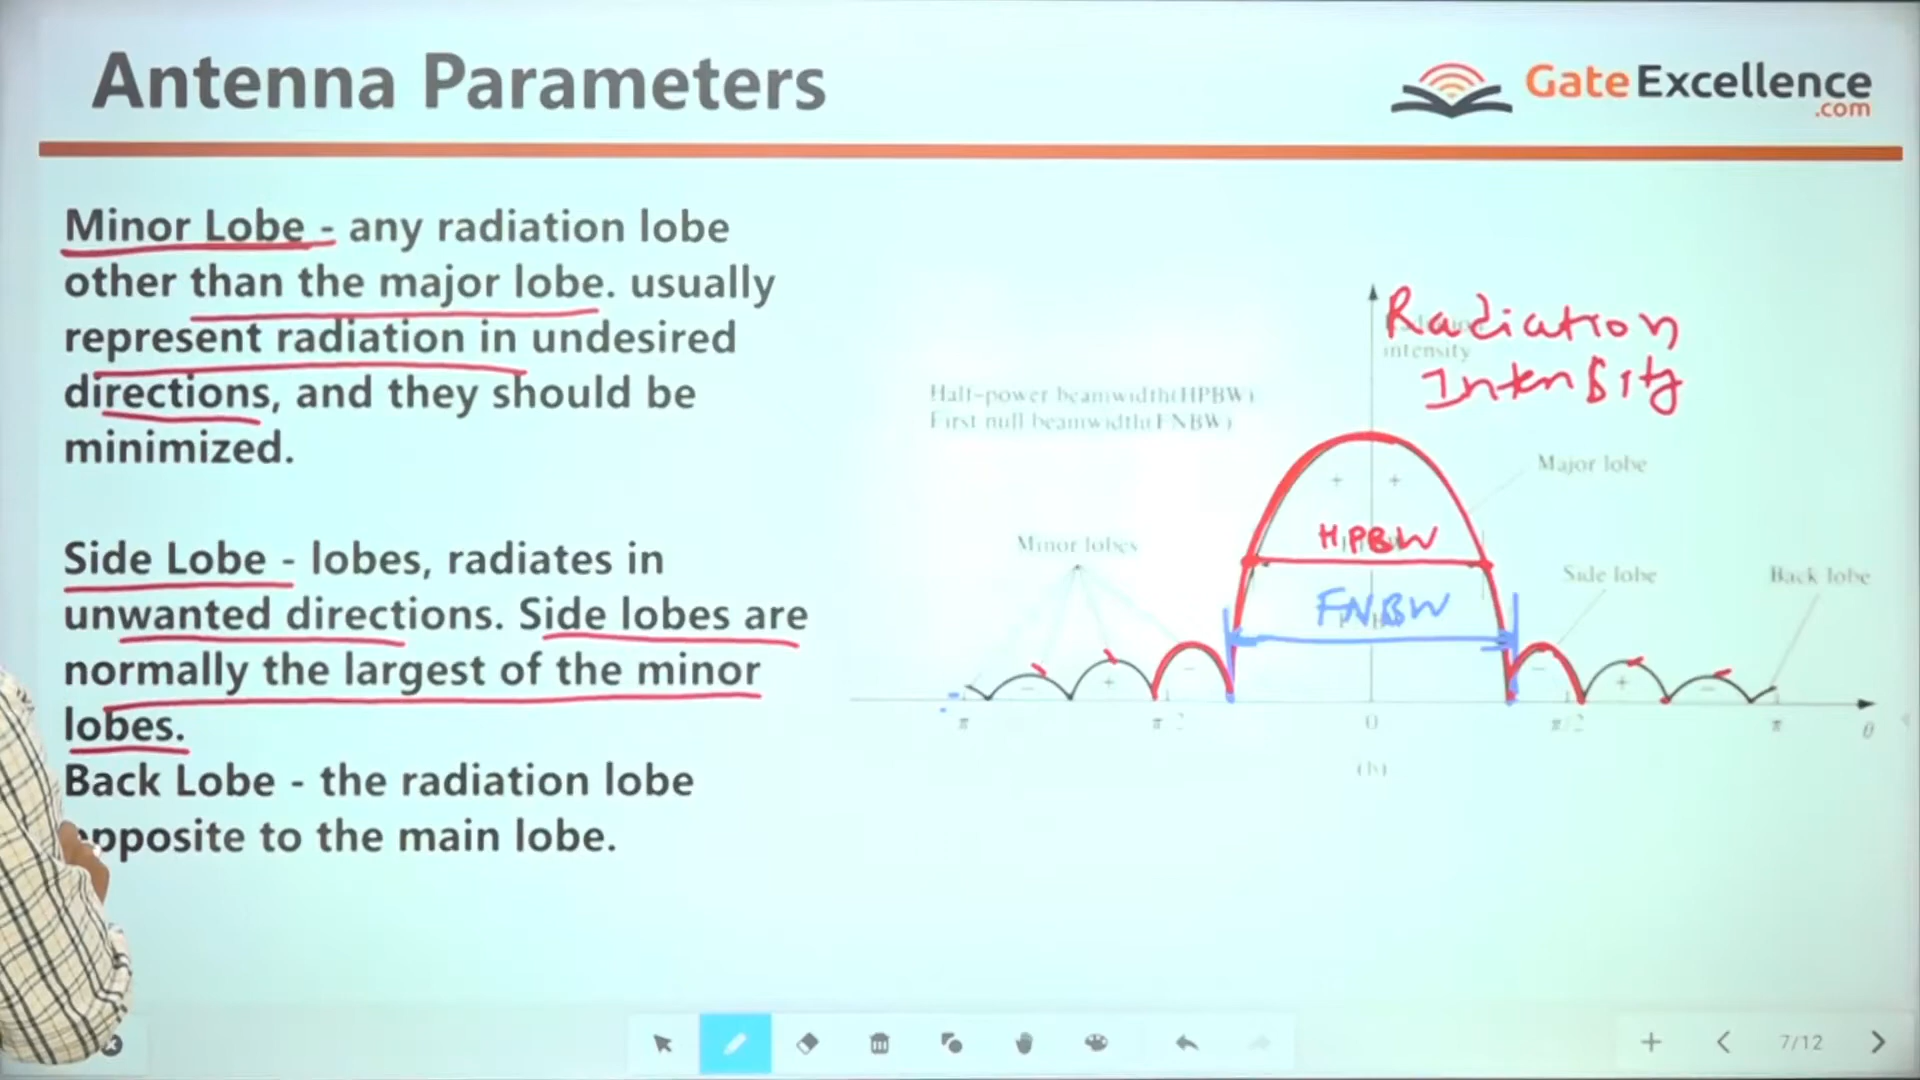 Antenna Parameters
GateExcellence
.com
Minor Lobe - any radiation lobe
other than the major lobe. usually
represent radiation in undesired
directions, and they should be
minimized.
Side Lobe - lobes, radiates in
unwanted directions. Side lobes are
normally the largest of the minor
lobes.
Back Lobe - the radiation lobe
opposite to the main lobe.
Radiation
Intensity
intensity
Half-power beamwidth(HPBW)
First null beamwidth(FNBW)
Major lobe
+ +
HPBW
Minor lobes
Side lobe
Back lobe
FNBW
- + - - + -
π
π
0
π/2
π
θ
(b)
7/12